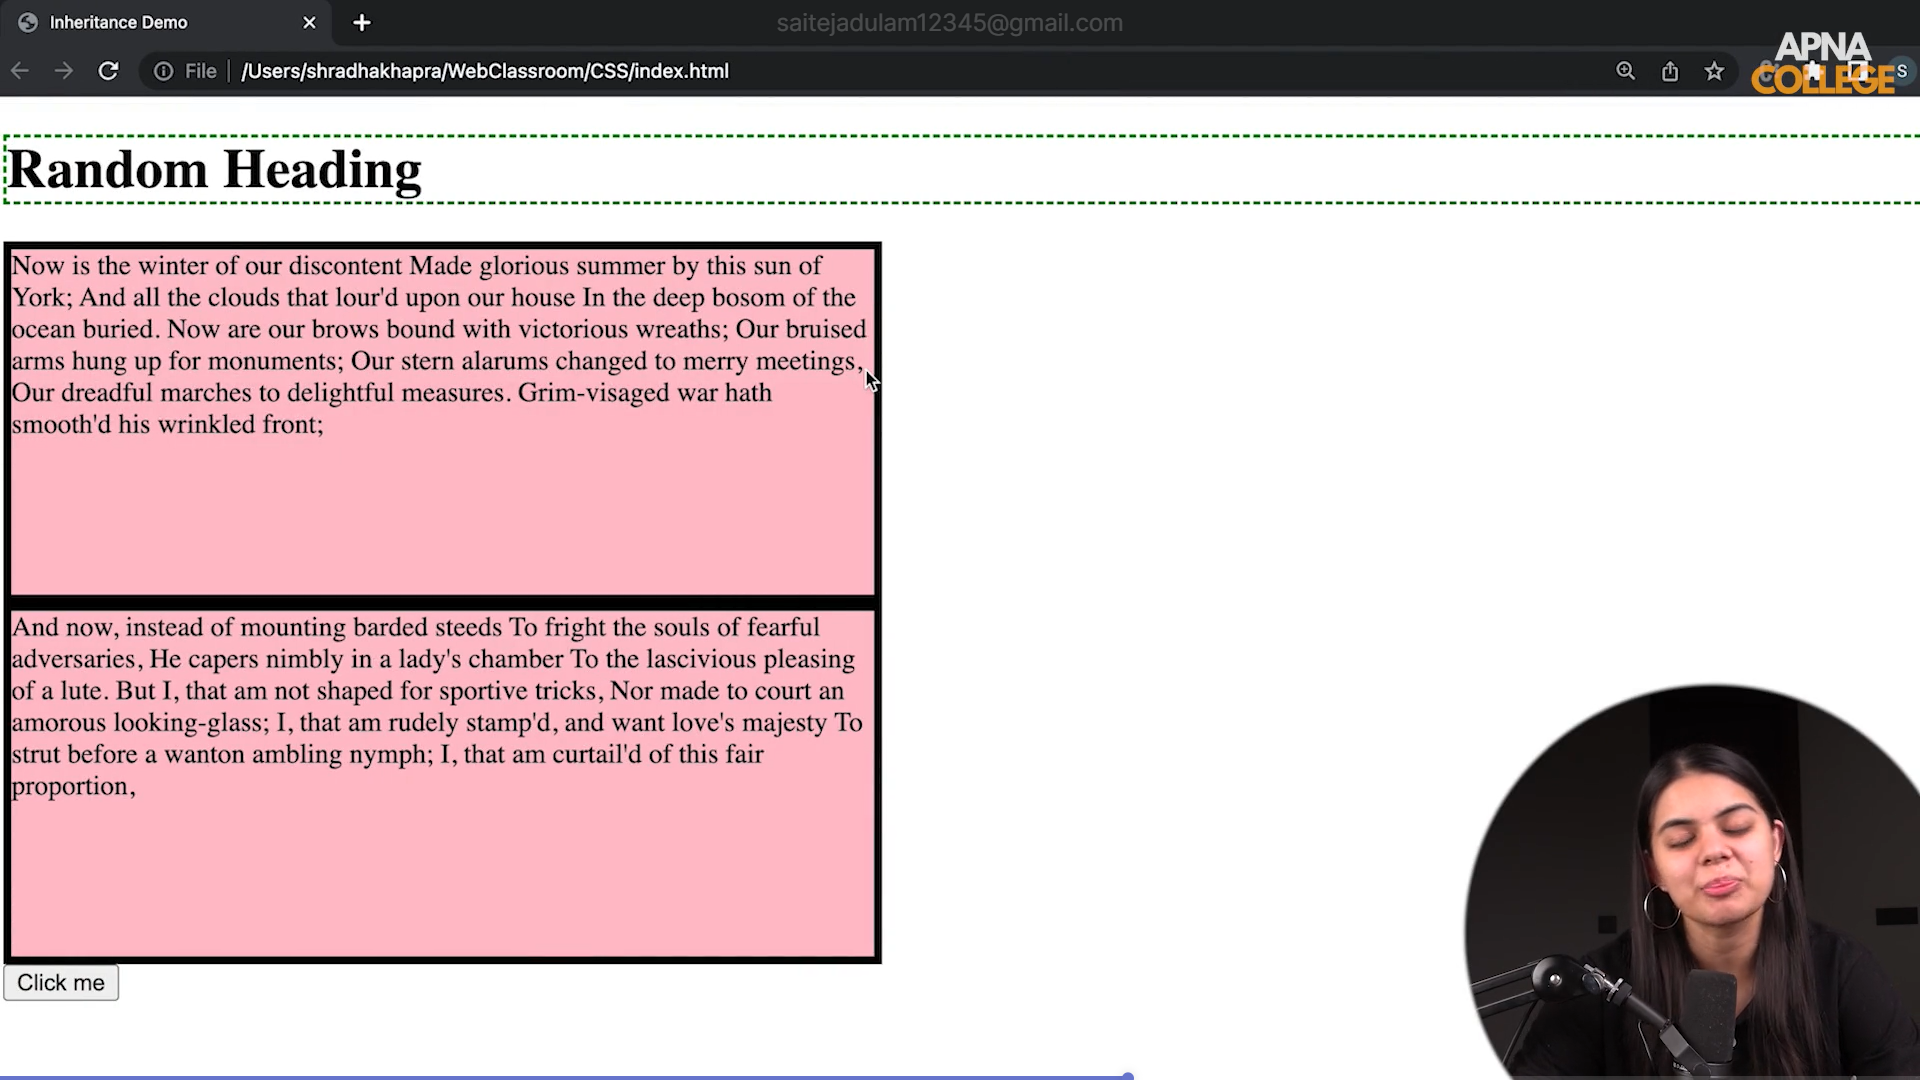 Inheritance Demo
saitejadulam12345@gmail.com
File
/Users/shradhakhapra/WebClassroom/CSS/index.html
S
APNA
COLLEGE
Random Heading
Now is the winter of our discontent Made glorious summer by this sun of
York; And all the clouds that lour'd upon our house In the deep bosom of the
ocean buried. Now are our brows bound with victorious wreaths; Our bruised
arms hung up for monuments; Our stern alarums changed to merry meetings,
Our dreadful marches to delightful measures. Grim-visaged war hath
smooth'd his wrinkled front;
And now, instead of mounting barded steeds To fright the souls of fearful
adversaries, He capers nimbly in a lady's chamber To the lascivious pleasing
of a lute. But I, that am not shaped for sportive tricks, Nor made to court an
amorous looking-glass; I, that am rudely stamp'd, and want love's majesty To
strut before a wanton ambling nymph; I, that am curtail'd of this fair
proportion,
Click me